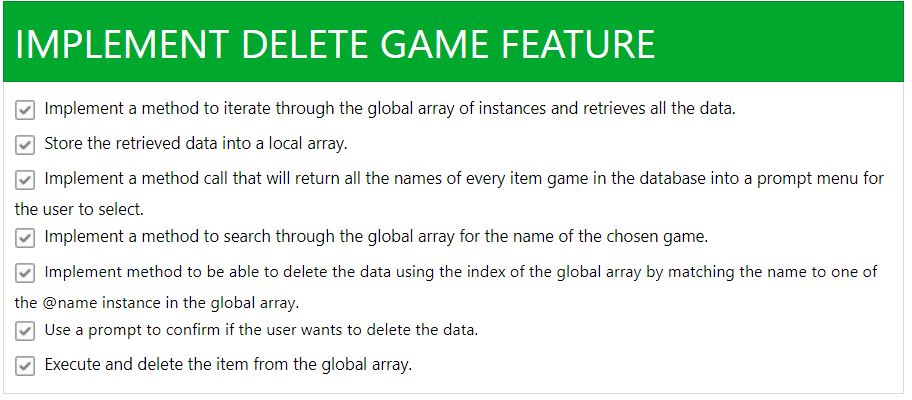 IMPLEMENT DELETE GAME FEATURE
Implement a method to iterate through the global array of instances and retrieves all the data.
Store the retrieved data into a local array.
Implement a method call that will return all the names of every item game in the database into a prompt menu for
the user to select.
Implement a method to search through the global array for the name of the chosen game.
Implement method to be able to delete the data using the index of the global array by matching the name to one of
the @name instance in the global array.
Use a prompt to confirm if the user wants to delete the data.
Execute and delete the item from the global array.